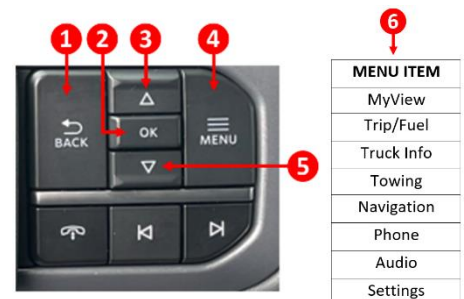 1 2 3 4 6
MENU ITEM
BACK
OK
MENU
5
MyView
Trip/Fuel
Truck Info
Towing
Navigation
Phone
Audio
Settings